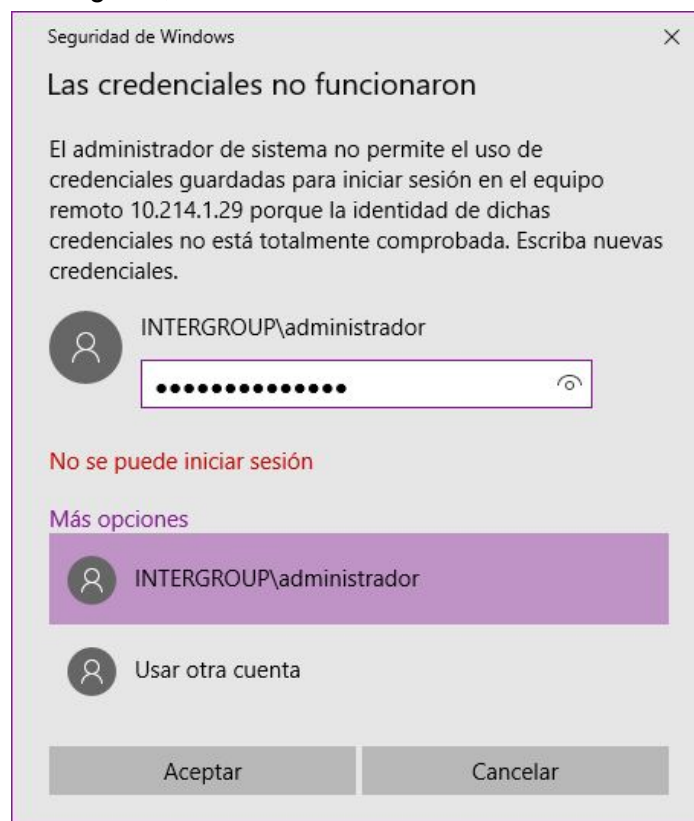 Seguridad de Windows
Las credenciales no funcionaron
El administrador de sistema no permite el uso de
credenciales guardadas para iniciar sesión en el equipo
remoto 10.214.1.29 porque la identidad de dichas
credenciales no está totalmente comprobada. Escriba nuevas
credenciales.
INTERGROUP\administrador
••••••••••••••
No se puede iniciar sesión
Más opciones
INTERGROUP\administrador
Usar otra cuenta
Aceptar Cancelar